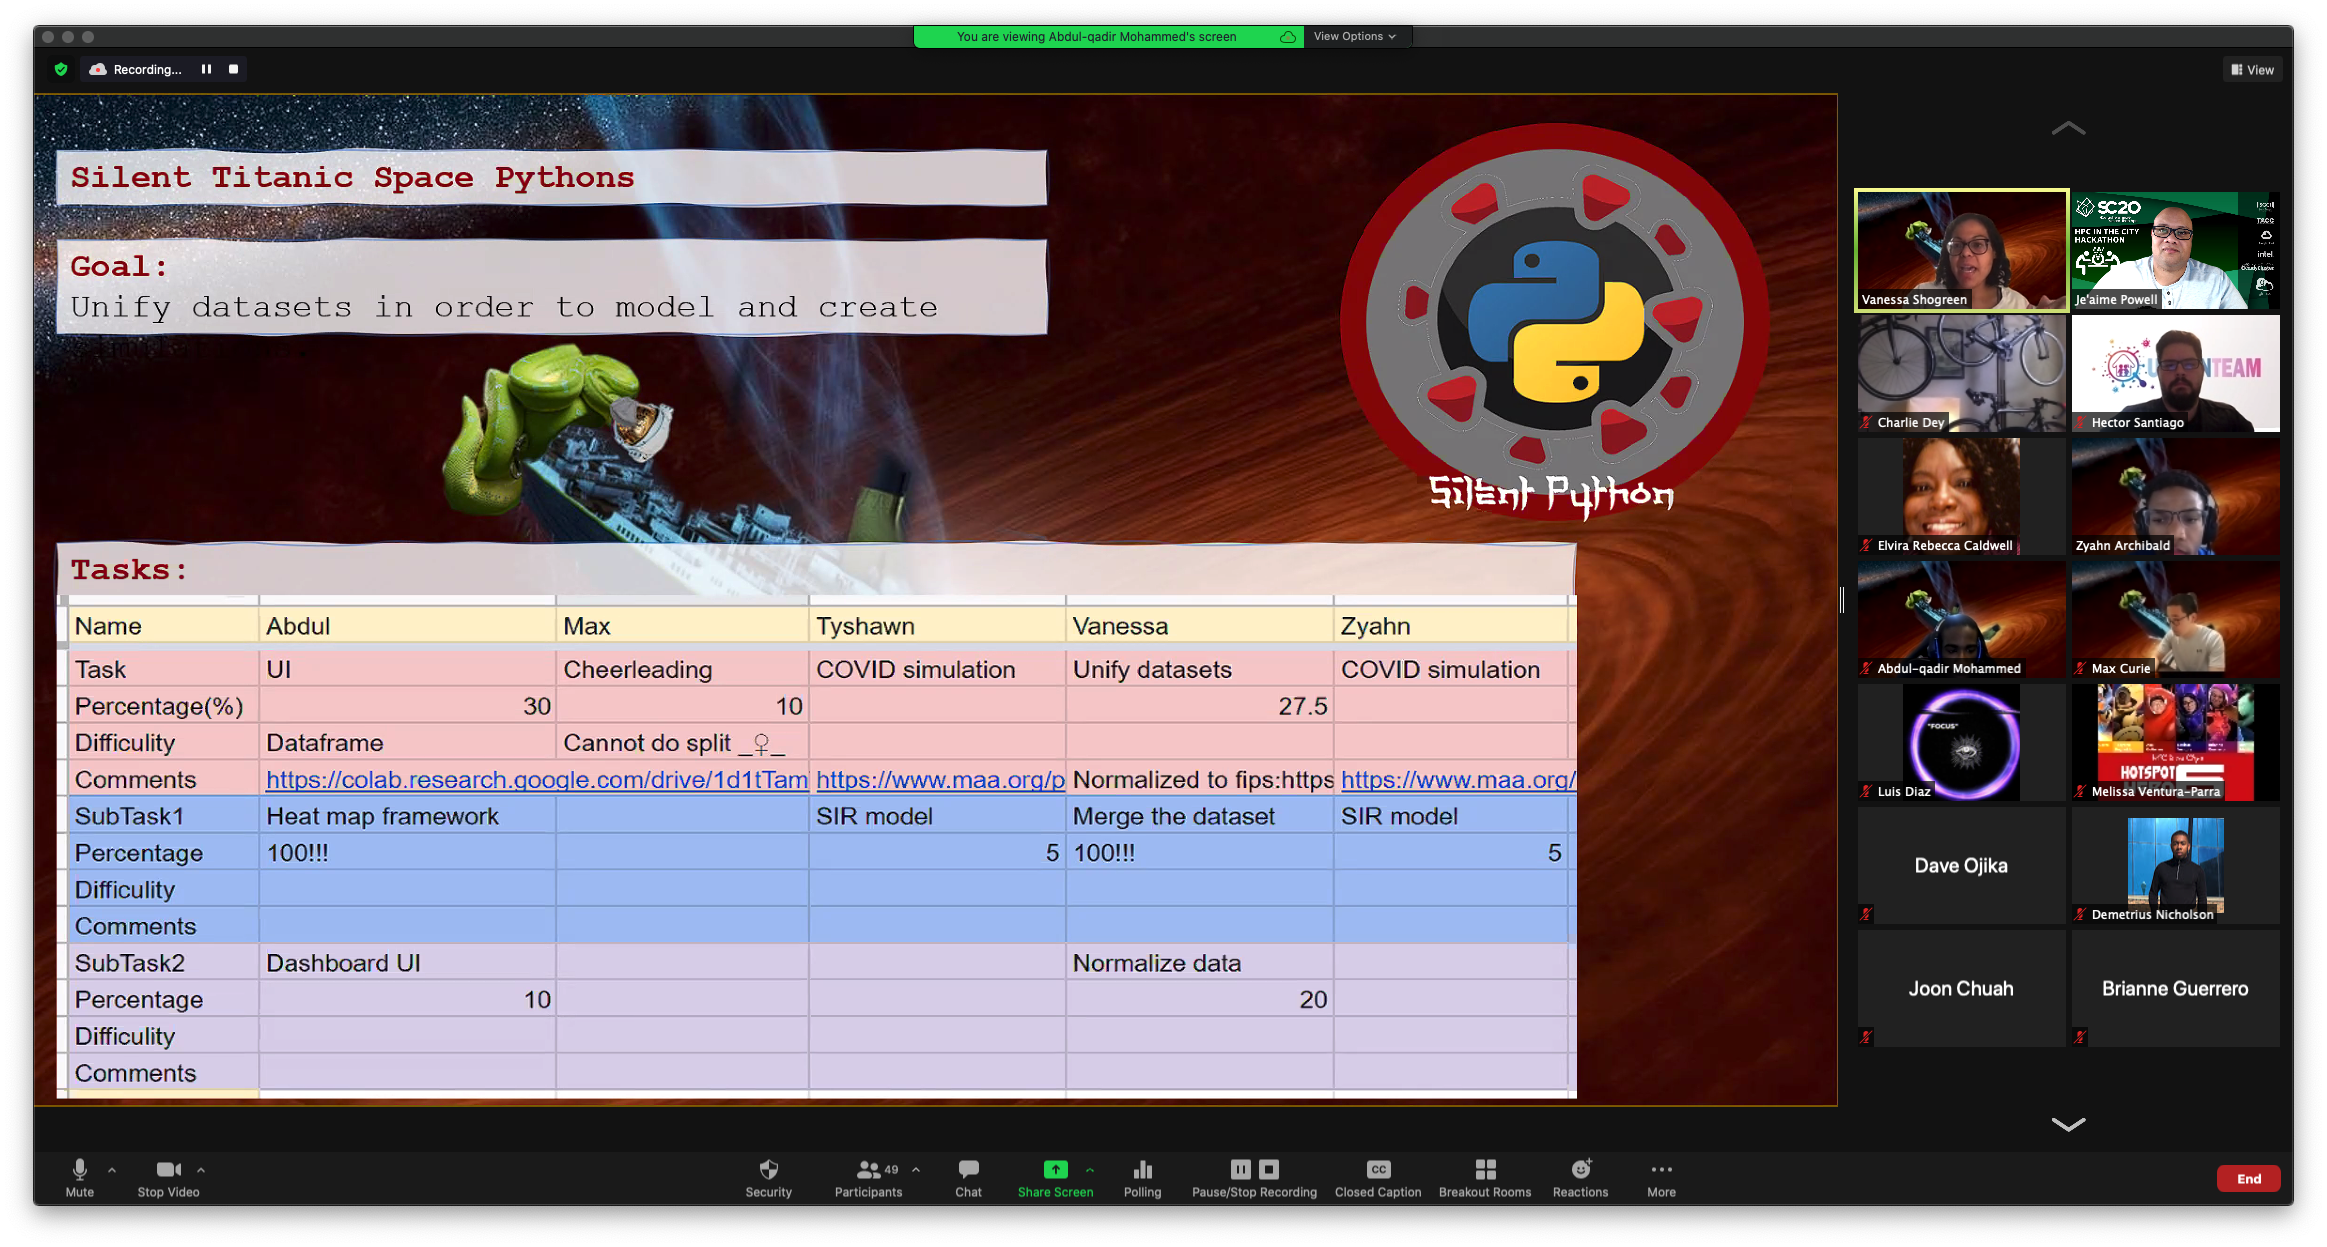 You are viewing Abdul-qadir Mohammed's screen
View Options
Recording...
View
Silent Titanic Space Pythons
Goal:
Unify datasets in order to model and create
Silent Python
Tasks:
Name Abdul Max Tyshawn Vanessa Zyahn
Task UI Cheerleading COVID simulation Unify datasets COVID simulation
Percentage(%) 30 10 27.5
Difficulity Dataframe Cannot do split _♀_
Comments https://colab.research.google.com/drive/1d1tTam https://www.maa.org/p Normalized to fips:https https://www.maa.org/
SubTask1 Heat map framework SIR model Merge the dataset SIR model
Percentage 100!!! 5 100!!! 5
Difficulity
Comments
SubTask2 Dashboard UI Normalize data
Percentage 10 20
Difficulity
Comments
Vanessa Shogreen
SC20
HPC IN THE CITY
HACKATHON
TACC
intel
Je'aime Powell
Charlie Dey
TEAM
Hector Santiago
Elvira Rebecca Caldwell
Zyahn Archibald
Abdul-qadir Mohammed
Max Curie
"FOCUS"
Luis Diaz
HOTSPOT
Melissa Ventura-Parra
Dave Ojika
Demetrius Nicholson
Joon Chuah
Brianne Guerrero
Mute
Stop Video
Security
49
Participants
Chat
Share Screen
Polling
Pause/Stop Recording
CC
Closed Caption
Breakout Rooms
Reactions
More
End